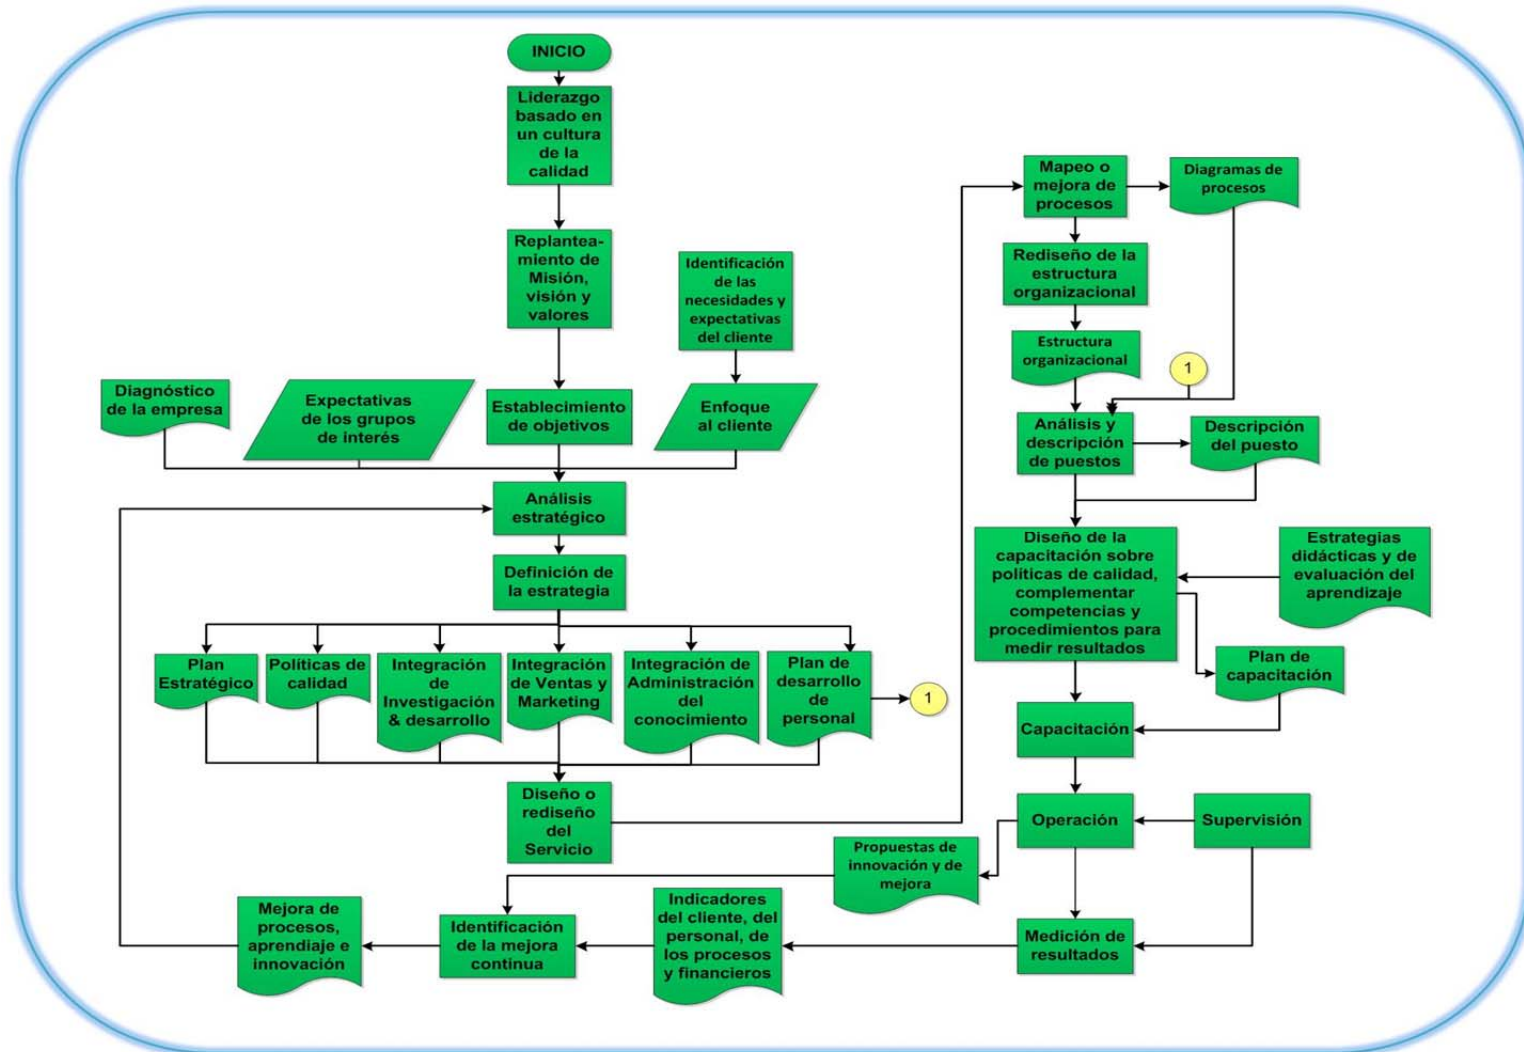 INICIO
Liderazgo
basado en
un cultura
de la
calidad
Replantea-
miento de
Misión,
visión y
valores
Identificación
de las
necesidades y
expectativas
del cliente
Diagnóstico
de la empresa
Expectativas
de los grupos
de interés
Establecimiento
de objetivos
Enfoque
al cliente
Análisis
estratégico
Definición de
la estrategia
Plan
Estratégico
Políticas de
calidad
Integración
de
Investigación
& desarrollo
Integración
de Ventas y
Marketing
Integración de
Administración
del
conocimiento
Plan de
desarrollo
de
personal
1
Diseño o
rediseño
del
Servicio
Mapeo o
mejora de
procesos
Diagramas de
procesos
Rediseño de la
estructura
organizacional
Estructura
organizacional
1
Análisis y
descripción
de puestos
Descripción
del puesto
Diseño de la
capacitación sobre
políticas de calidad,
complementar
competencias y
procedimientos para
medir resultados
Estrategias
didácticas y de
evaluación del
aprendizaje
Plan de
capacitación
Capacitación
Operación
Supervisión
Propuestas de
innovación y de
mejora
Medición de
resultados
Indicadores
del cliente, del
personal, de
los procesos
y financieros
Identificación
de la mejora
continua
Mejora de
procesos,
aprendiaje e
innovación